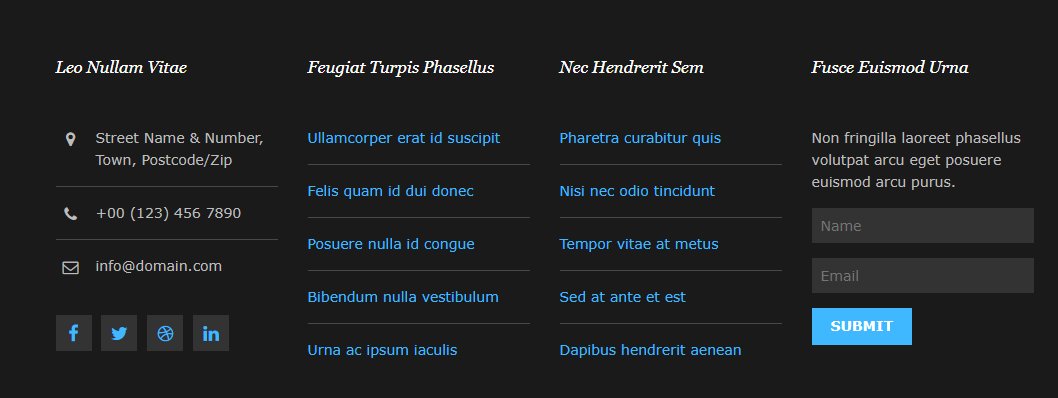 Leo Nullam Vitae
Street Name & Number,
Town, Postcode/Zip
+00 (123) 456 7890
info@domain.com
Feugiat Turpis Phasellus
Ullamcorper erat id suscipit
Felis quam id dui donec
Posuere nulla id congue
Bibendum nulla vestibulum
Urna ac ipsum iaculis
Nec Hendrerit Sem
Pharetra curabitur quis
Nisi nec odio tincidunt
Tempor vitae at metus
Sed at ante et est
Dapibus hendrerit aenean
Fusce Euismod Urna
Non fringilla laoreet phasellus
volutpat arcu eget posuere
euismod arcu purus.
Name
Email
SUBMIT